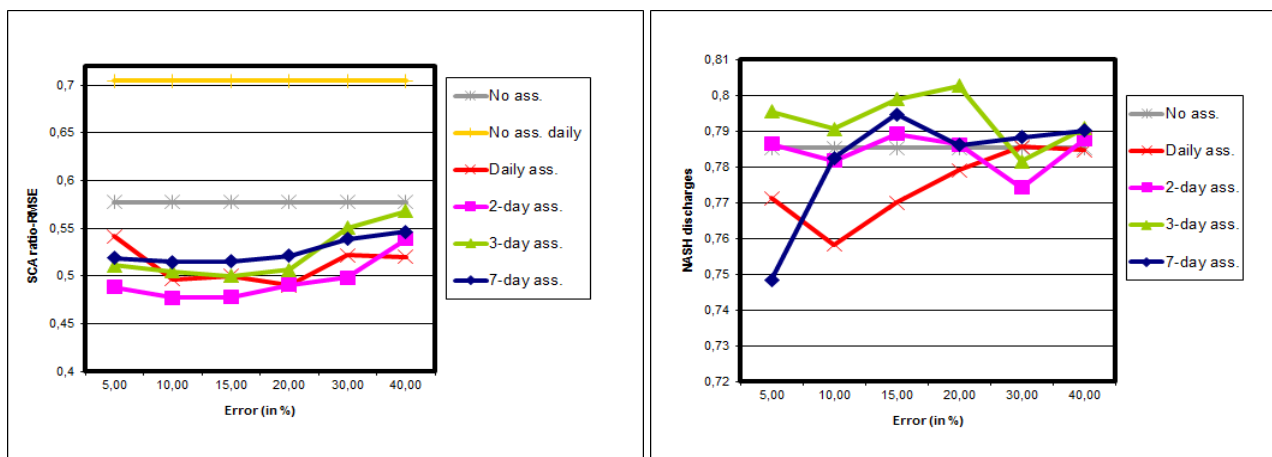 0,7
0,65
0,6
0,55
0,5
0,45
0,4
SCA ratio-RMSE
5,00 10,00 15,00 20,00 30,00 40,00
Error (in %)
No ass.
No ass. daily
Daily ass.
2-day ass.
3-day ass.
7-day ass.
0,81
0,8
0,79
0,78
0,77
0,76
0,75
0,74
0,73
0,72
NASH discharges
5,00 10,00 15,00 20,00 30,00 40,00
Error (in %)
No ass.
Daily ass.
2-day ass.
3-day ass.
7-day ass.